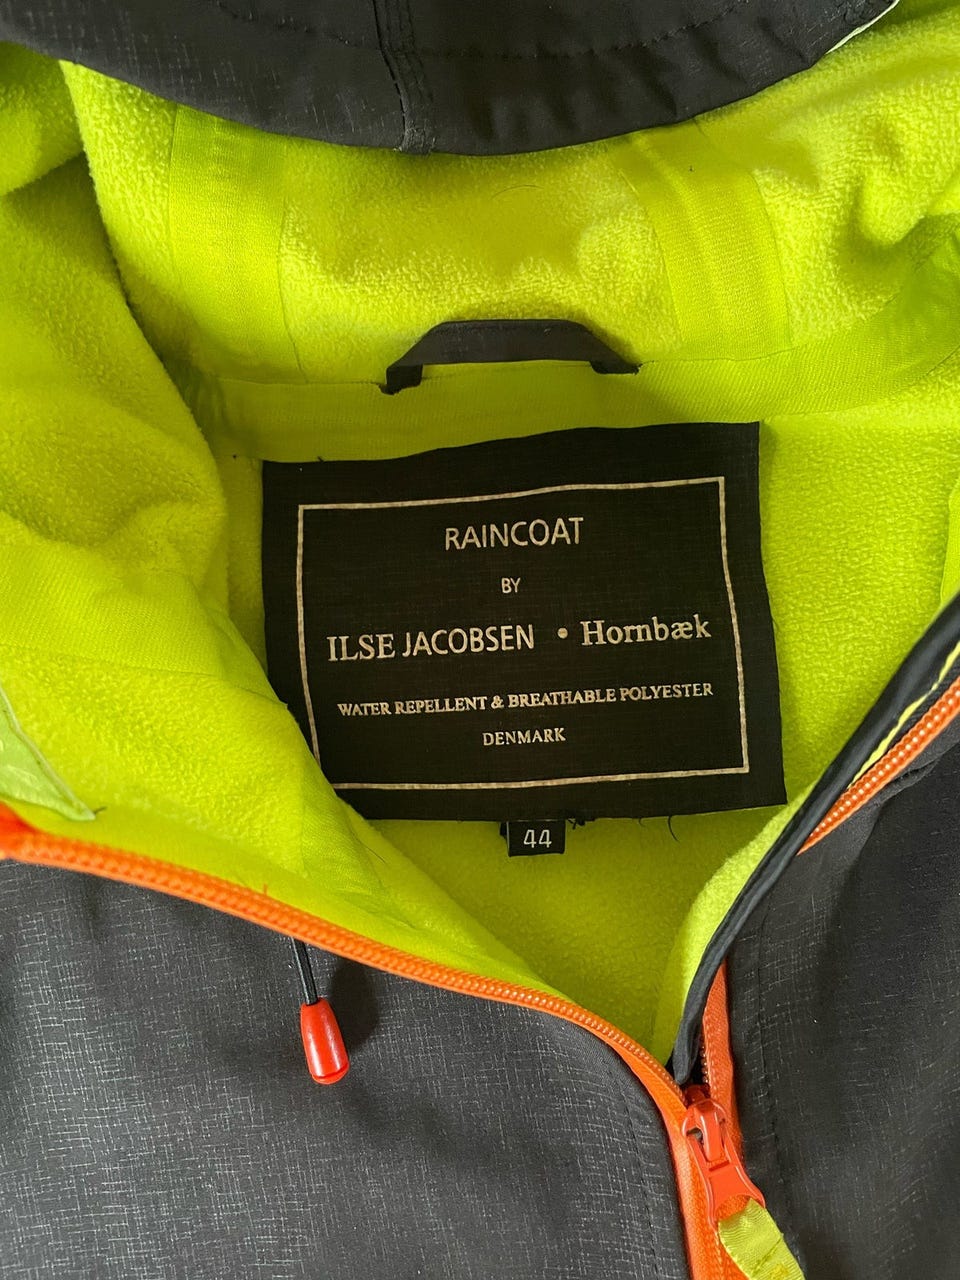 RAINCOAT
BY
ILSE JACOBSEN • Hornbæk
WATER REPELLENT & BREATHABLE POLYESTER
DENMARK
44